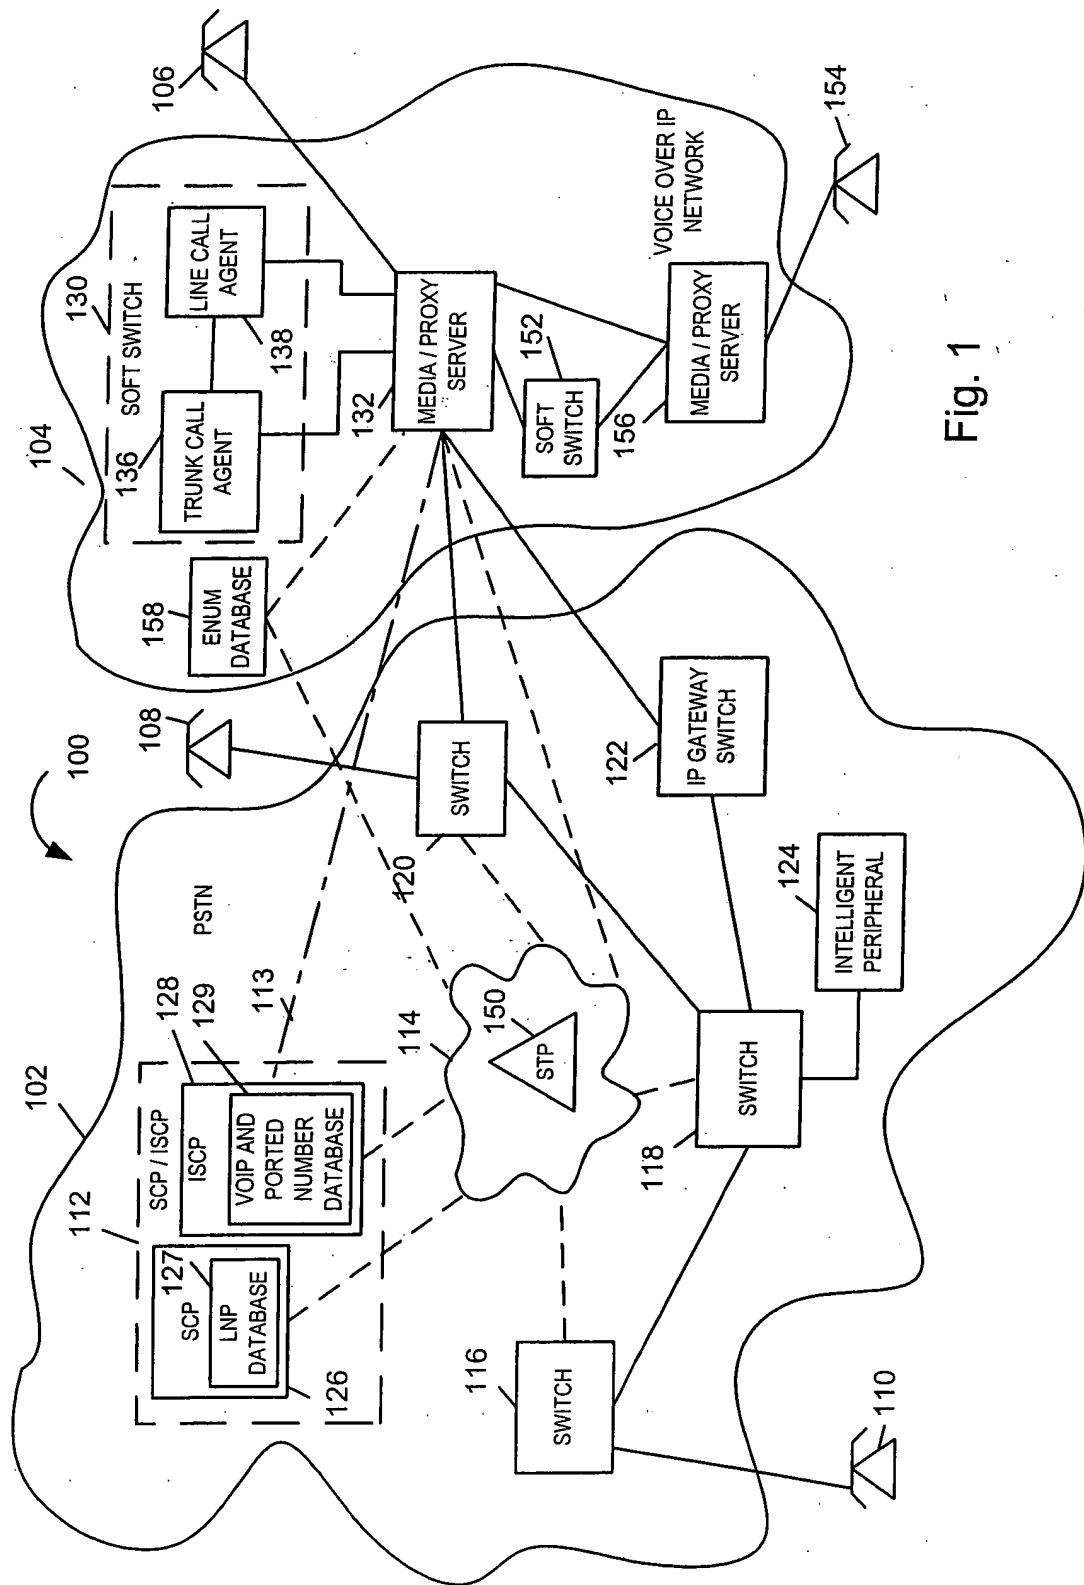 100
102
PSTN
112
SCP / ISCP
128
129
ISCP
VOIP AND
PORTED
NUMBER
DATABASE
127
SCP
LNP
DATABASE
126
113
114
150
STP
116
SWITCH
110
118
SWITCH
124
INTELLIGENT
PERIPHERAL
120
SWITCH
108
122
IP GATEWAY
SWITCH
104
158
ENUM
DATABASE
130
SOFT SWITCH
136
TRUNK CALL
AGENT
LINE CALL
AGENT
138
106
132
MEDIA / PROXY
SERVER
152
SOFT
SWITCH
156
MEDIA / PROXY
SERVER
VOICE OVER IP
NETWORK
154
Fig. 1